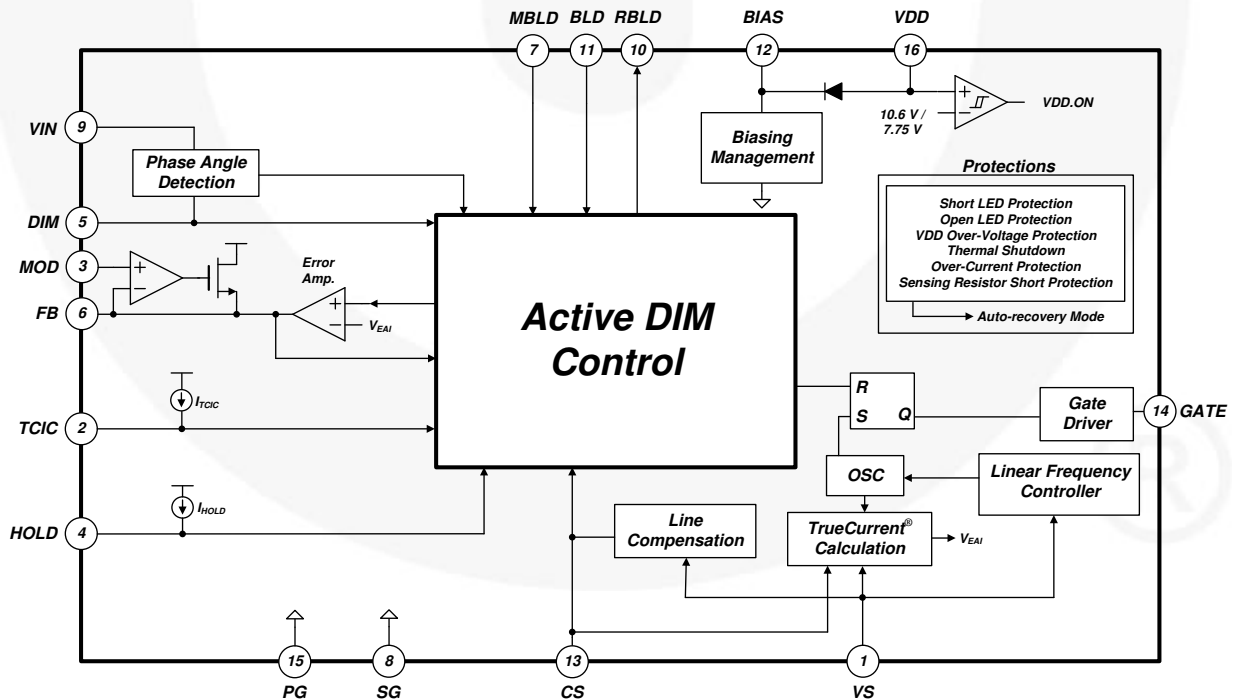 MBLD
BLD
RBLD
BIAS
VDD
7
11
10
12
16
VIN
9
Phase Angle
Detection
10.6 V /
7.75 V
+
−
VDD.ON
Biasing
Management
Protections
Short LED Protection
Open LED Protection
VDD Over-Voltage Protection
Thermal Shutdown
Over-Current Protection
Sensing Resistor Short Protection
Auto-recovery Mode
DIM
5
MOD
3
+
−
Error
Amp.
+
−
VEAI
FB
6
Active DIM
Control
ITCIC
TCIC
2
R
S
Q
Gate
Driver
14
GATE
OSC
Linear Frequency
Controller
IHOLD
HOLD
4
Line
Compensation
TrueCurrent®
Calculation
VEAI
®
15
8
13
1
PG
SG
CS
VS